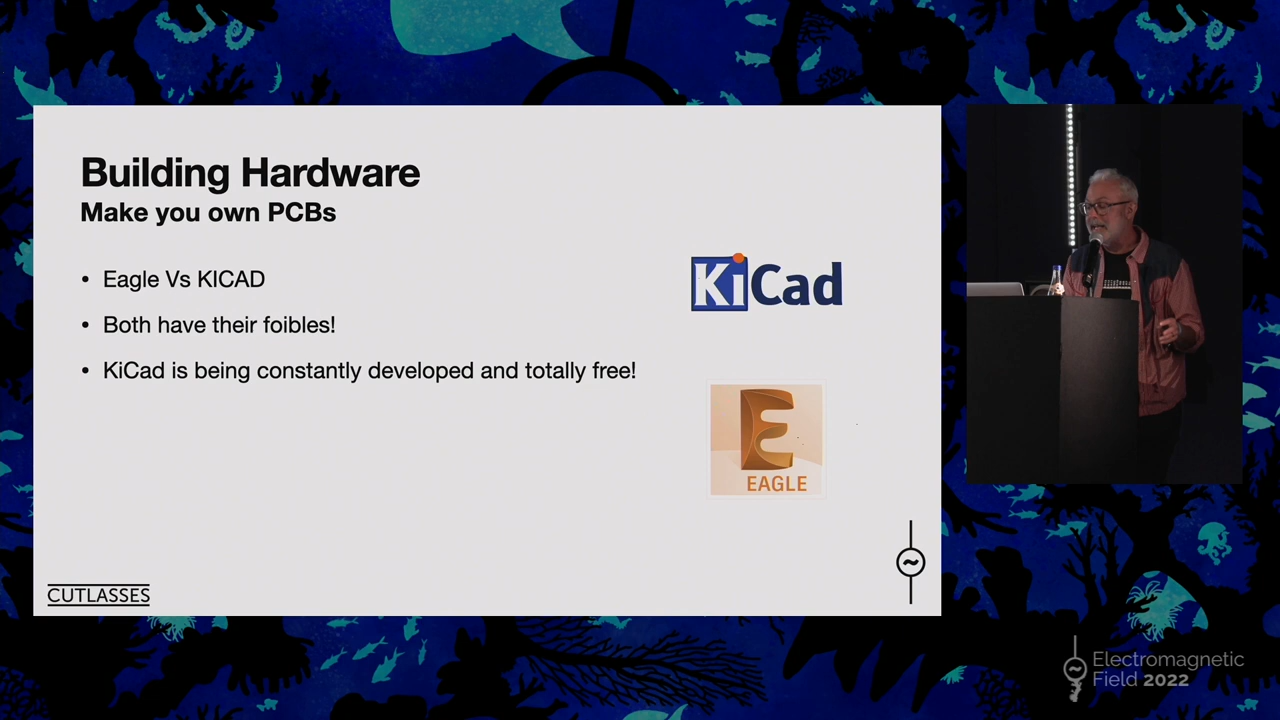 Building Hardware
Make you own PCBs
• Eagle Vs KICAD
• Both have their foibles!
• KiCad is being constantly developed and totally free!
KiCad
E
EAGLE
CUTLASSES
Electromagnetic
Field 2022